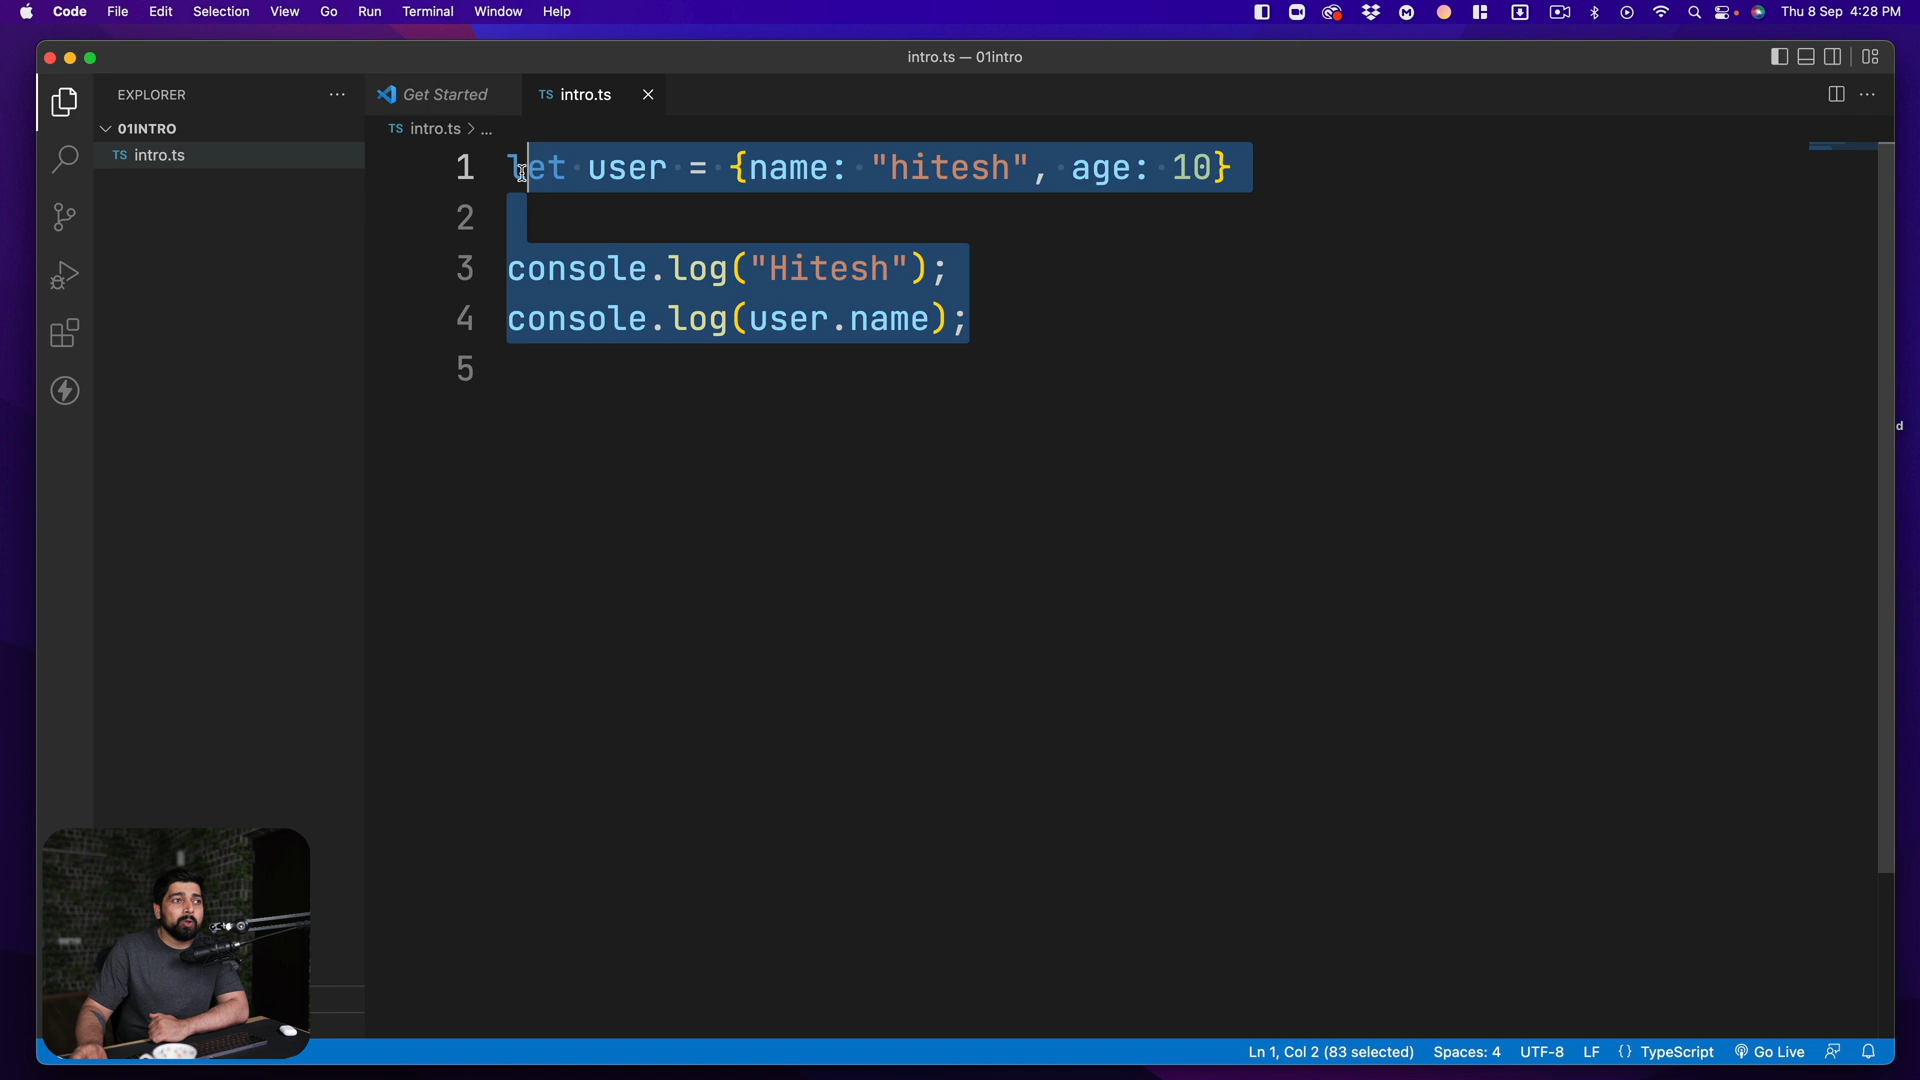 Code File Edit Selection View Go Run Terminal Window Help Thu 8 Sep 4:28 PM
intro.ts — 01intro
EXPLORER
Get Started
TS intro.ts
01INTRO
TS intro.ts > ...
TS intro.ts
1 let user = {name: "hitesh", age: 10}
2
3 console.log("Hitesh");
4 console.log(user.name);
5
d
Ln 1, Col 2 (83 selected) Spaces: 4 UTF-8 LF {} TypeScript Go Live